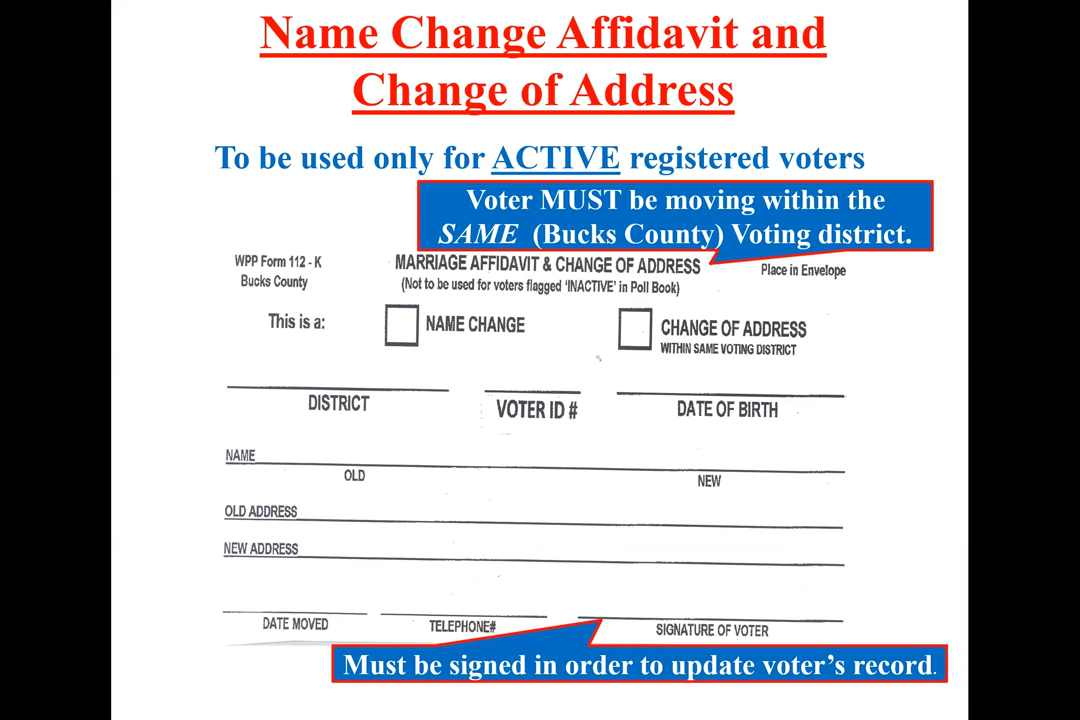 Name Change Affidavit and
Change of Address
To be used only for ACTIVE registered voters
Voter MUST be moving within the
SAME (Bucks County) Voting district.
WPP Form 112 - K
Bucks County
MARRIAGE AFFIDAVIT & CHANGE OF ADDRESS
(Not to be used for voters flagged 'INACTIVE' in Poll Book)
Place in Envelope
This is a:
NAME CHANGE
CHANGE OF ADDRESS
WITHIN SAME VOTING DISTRICT
DISTRICT
VOTER ID #
DATE OF BIRTH
NAME
OLD
NEW
OLD ADDRESS
NEW ADDRESS
DATE MOVED
TELEPHONE#
SIGNATURE OF VOTER
Must be signed in order to update voter's record.